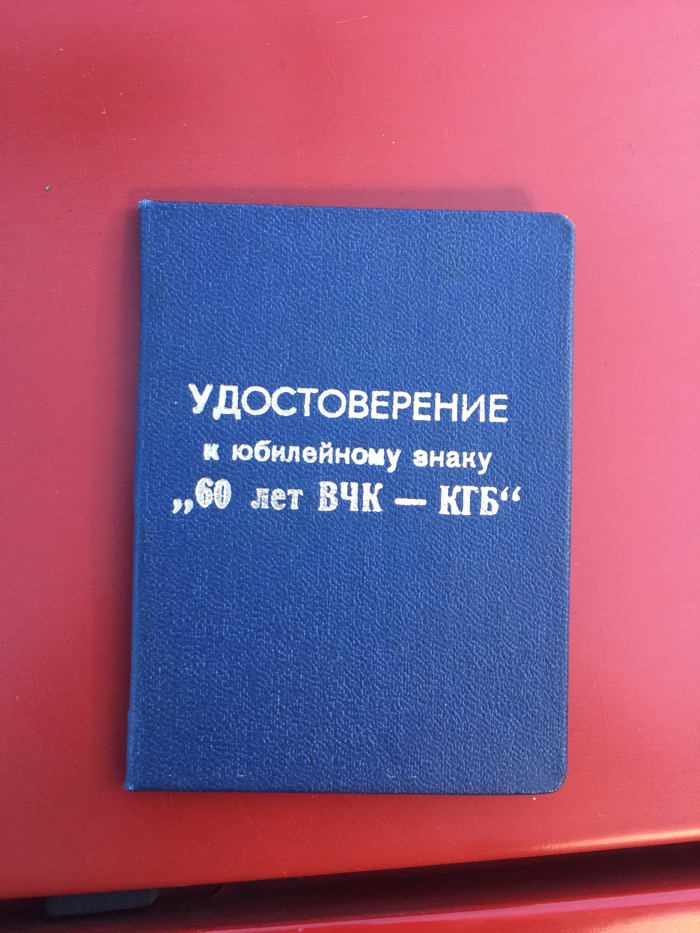 УДОСТОВЕРЕНИЕ
к юбилейному знаку
„60 лет ВЧК — КГБ“